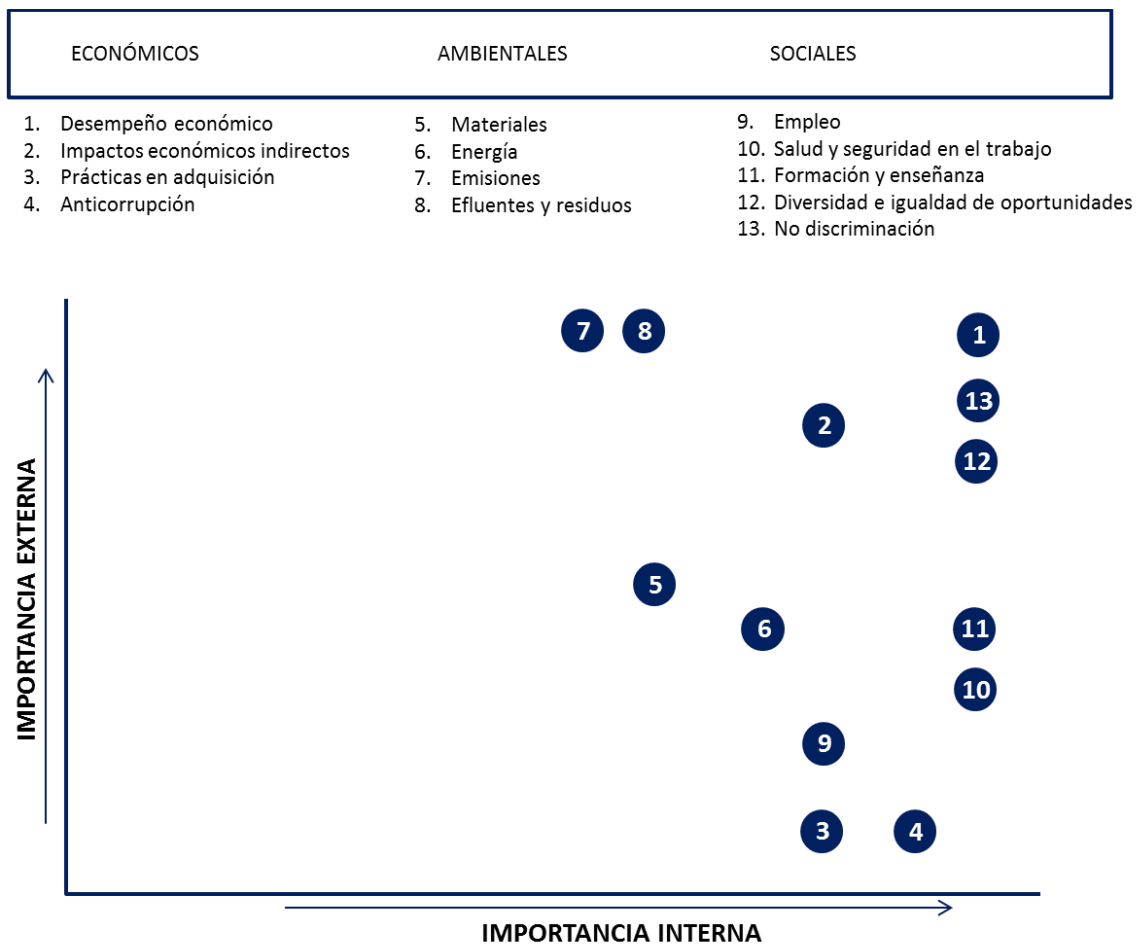 ECONÓMICOS AMBIENTALES SOCIALES
1. Desempeño económico
2. Impactos económicos indirectos
3. Prácticas en adquisición
4. Anticorrupción
5. Materiales
6. Energía
7. Emisiones
8. Efluentes y residuos
9. Empleo
10. Salud y seguridad en el trabajo
11. Formación y enseñanza
12. Diversidad e igualdad de oportunidades
13. No discriminación
7 8 1
13
2
12
5
6 11
10
9
3 4
IMPORTANCIA EXTERNA
IMPORTANCIA INTERNA